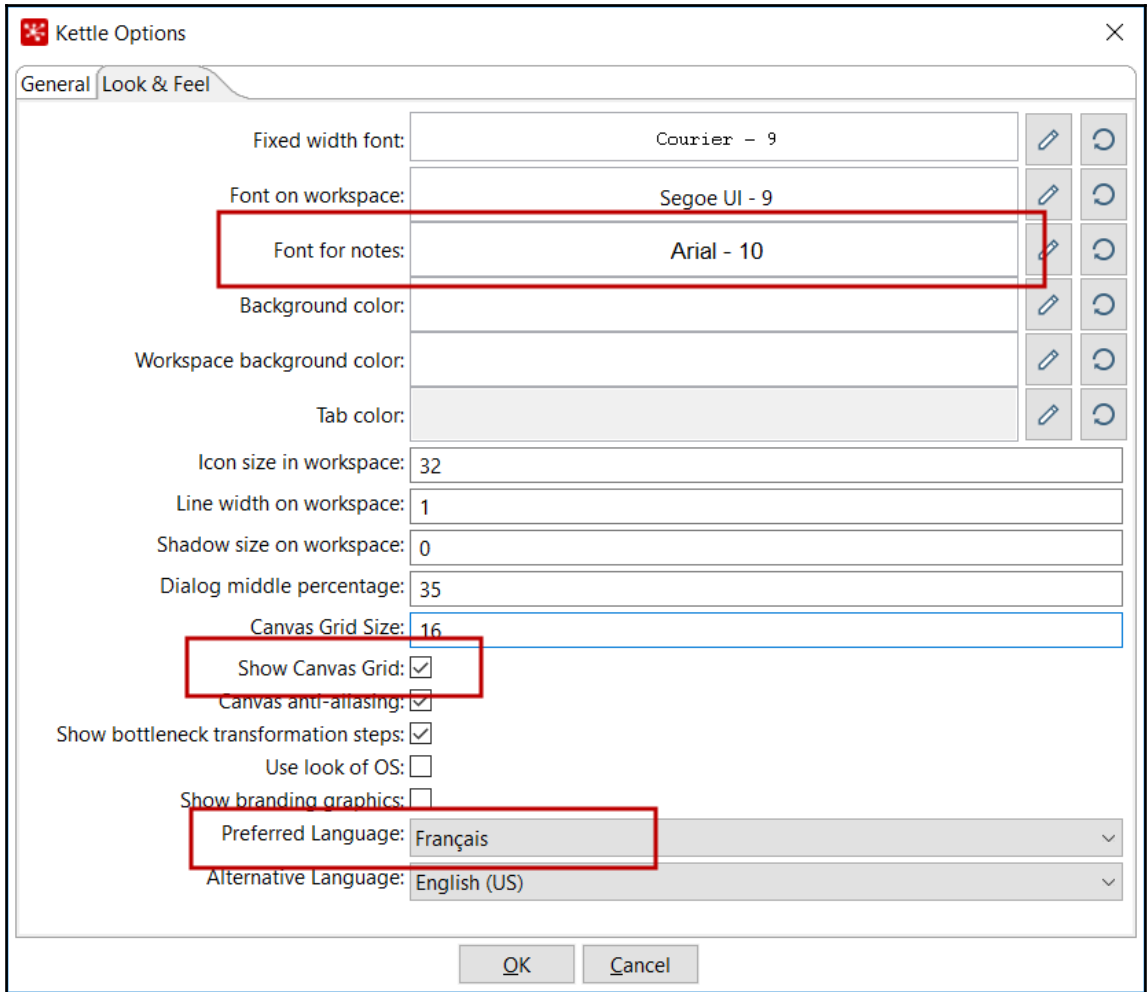 Kettle Options
General Look & Feel
Fixed width font: Courier - 9
Font on workspace: Segoe UI - 9
Font for notes: Arial - 10
Background color:
Workspace background color:
Tab color:
Icon size in workspace: 32
Line width on workspace: 1
Shadow size on workspace: 0
Dialog middle percentage: 35
Canvas Grid Size: 16
Show Canvas Grid:
Canvas anti-aliasing:
Show bottleneck transformation steps:
Use look of OS:
Show branding graphics:
Preferred Language: Français
Alternative Language: English (US)
OK Cancel